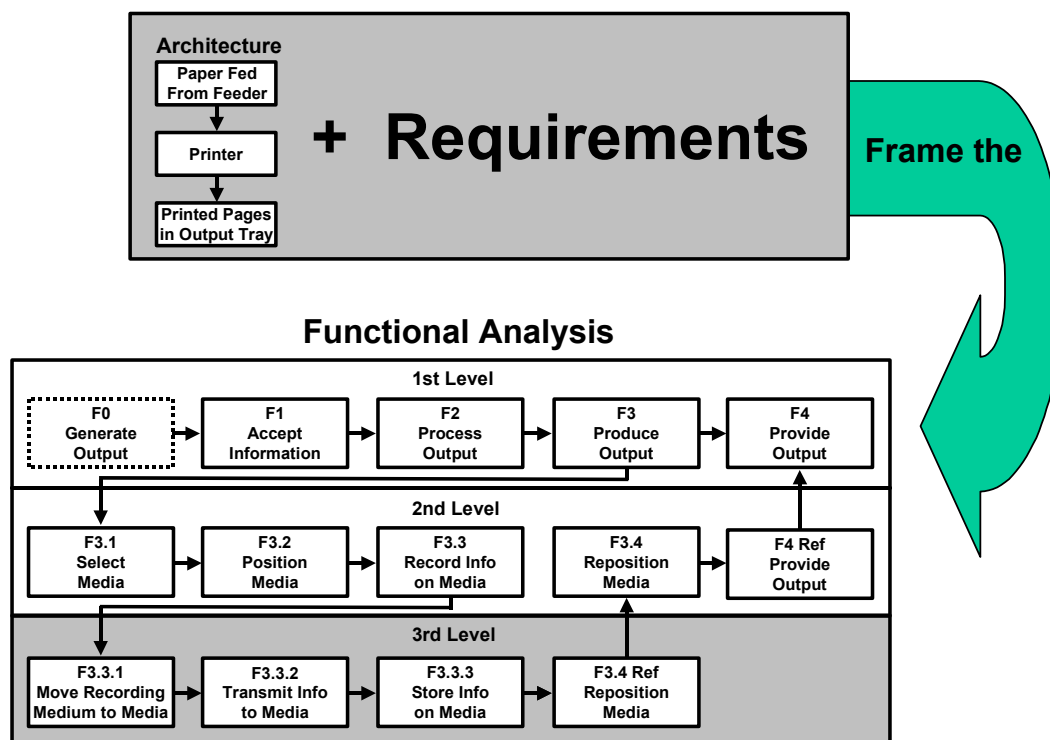 Architecture
Paper Fed
From Feeder
Printer
Printed Pages
in Output Tray
+ Requirements
Frame the
Functional Analysis
1st Level
F0
Generate
Output
F1
Accept
Information
F2
Process
Output
F3
Produce
Output
F4
Provide
Output
2nd Level
F3.1
Select
Media
F3.2
Position
Media
F3.3
Record Info
on Media
F3.4
Reposition
Media
F4 Ref
Provide
Output
3rd Level
F3.3.1
Move Recording
Medium to Media
F3.3.2
Transmit Info
to Media
F3.3.3
Store Info
on Media
F3.4 Ref
Reposition
Media